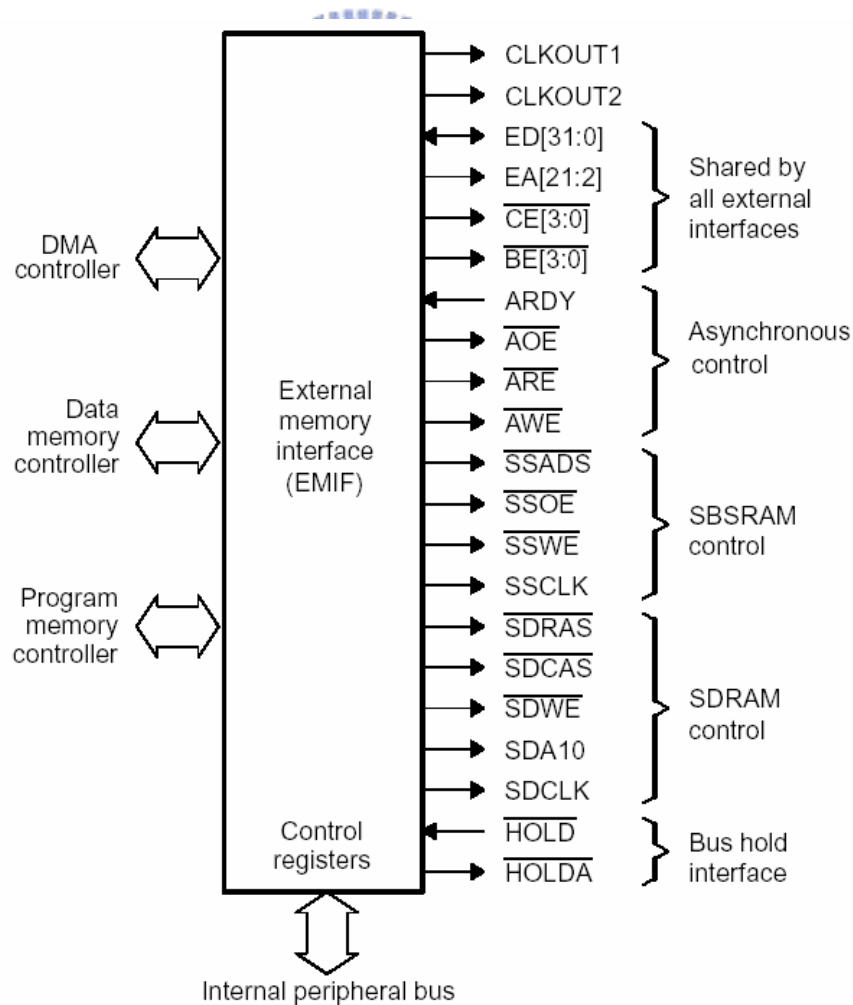 CLKOUT1
CLKOUT2
ED[31:0]
EA[21:2]
CE[3:0]
BE[3:0]
Shared by
all external
interfaces
DMA
controller
ARDY
AOE
ARE
AWE
Asynchronous
control
External
memory
interface
(EMIF)
Data
memory
controller
SSADS
SSOE
SSWE
SSCLK
SBSRAM
control
Program
memory
controller
SDRAS
SDCAS
SDWE
SDA10
SDCLK
SDRAM
control
Control
registers
HOLD
HOLDA
Bus hold
interface
Internal peripheral bus